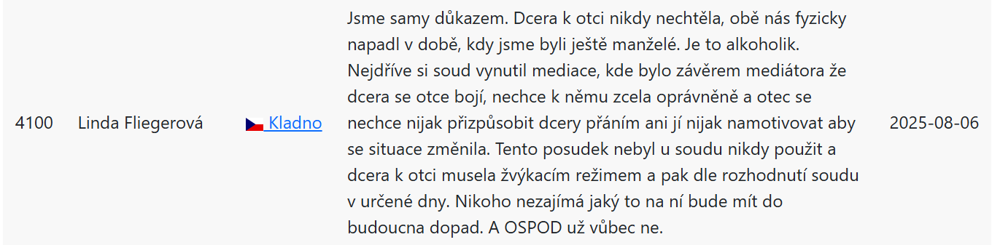 Jsme samy důkazem. Dcera k otci nikdy nechtěla, obě nás fyzicky
napadl v době, kdy jsme byli ještě manželé. Je to alkoholik.
Nejdříve si soud vynutil mediace, kde bylo závěrem mediátora že
dcera se otce bojí, nechce k němu zcela oprávněně a otec se
4100 Linda Fliegerová Kladno nechce nijak přizpůsobit dcery přáním ani jí nijak namotivovat aby 2025-08-06
se situace změnila. Tento posudek nebyl u soudu nikdy použit a
dcera k otci musela žvýkacím režimem a pak dle rozhodnutí soudu
v určené dny. Nikoho nezajímá jaký to na ní bude mít do
budoucna dopad. A OSPOD už vůbec ne.